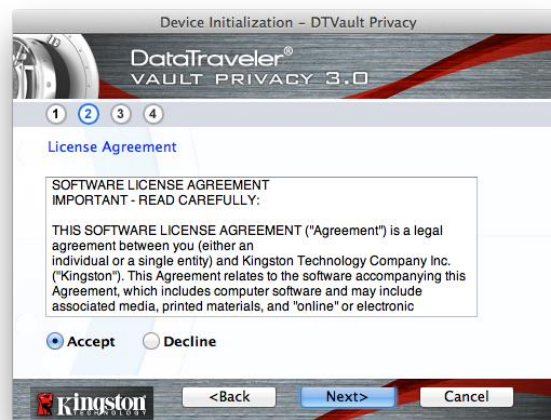 Device Initialization – DTVault Privacy
DataTraveler®
VAULT PRIVACY 3.0
1 2 3 4
License Agreement
SOFTWARE LICENSE AGREEMENT
IMPORTANT - READ CAREFULLY:
THIS SOFTWARE LICENSE AGREEMENT ("Agreement") is a legal
agreement between you (either an
individual or a single entity) and Kingston Technology Company Inc.
("Kingston"). This Agreement relates to the software accompanying this
Agreement, which includes computer software and may include
associated media, printed materials, and "online" or electronic
Accept Decline
Kingston
TECHNOLOGY
<Back Next> Cancel